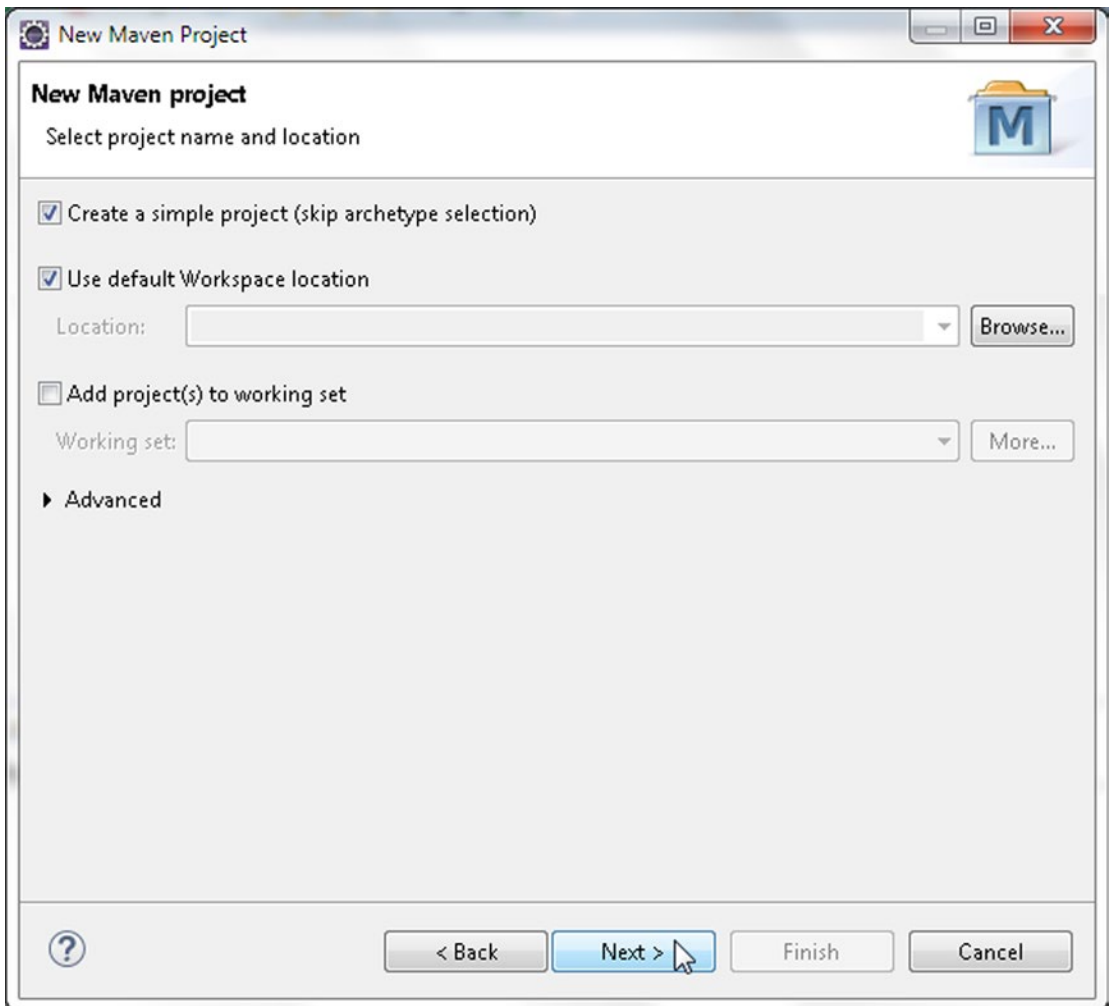 New Maven Project
New Maven project
Select project name and location
M
Create a simple project (skip archetype selection)
Use default Workspace location
Location:
Browse...
Add project(s) to working set
Working set:
More...
Advanced
?
< Back
Next >
Finish
Cancel